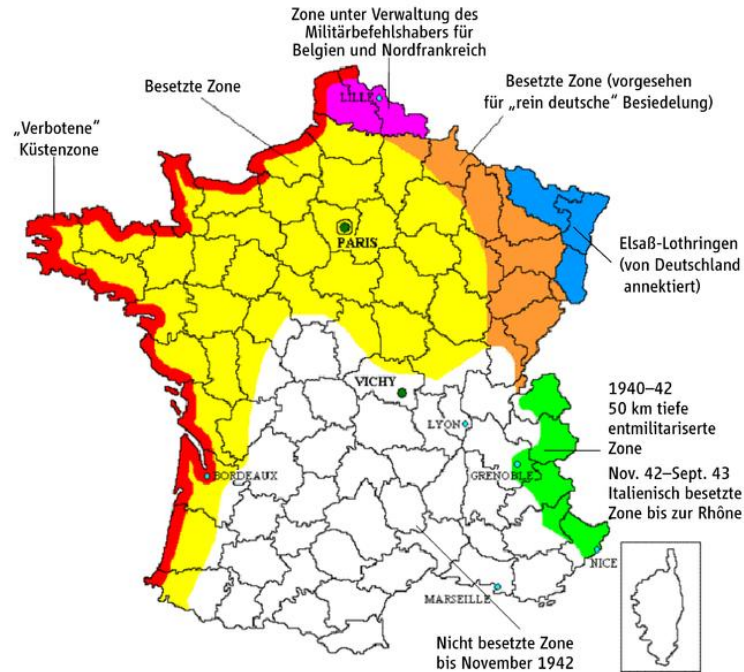 Zone unter Verwaltung des
Militärbefehlshabers für
Belgien und Nordfrankreich
Besetzte Zone
Besetzte Zone (vorgesehen
für „rein deutsche“ Besiedelung)
LILLE
„Verbotene“
Küstenzone
PARIS
Elsaß-Lothringen
(von Deutschland
annektiert)
VICHY
1940–42
50 km tiefe
entmilitarisierte
Zone
LYON
BORDEAUX
GRENOBLE
Nov. 42–Sept. 43
Italienisch besetzte
Zone bis zur Rhône
NICE
MARSEILLE
Nicht besetzte Zone
bis November 1942